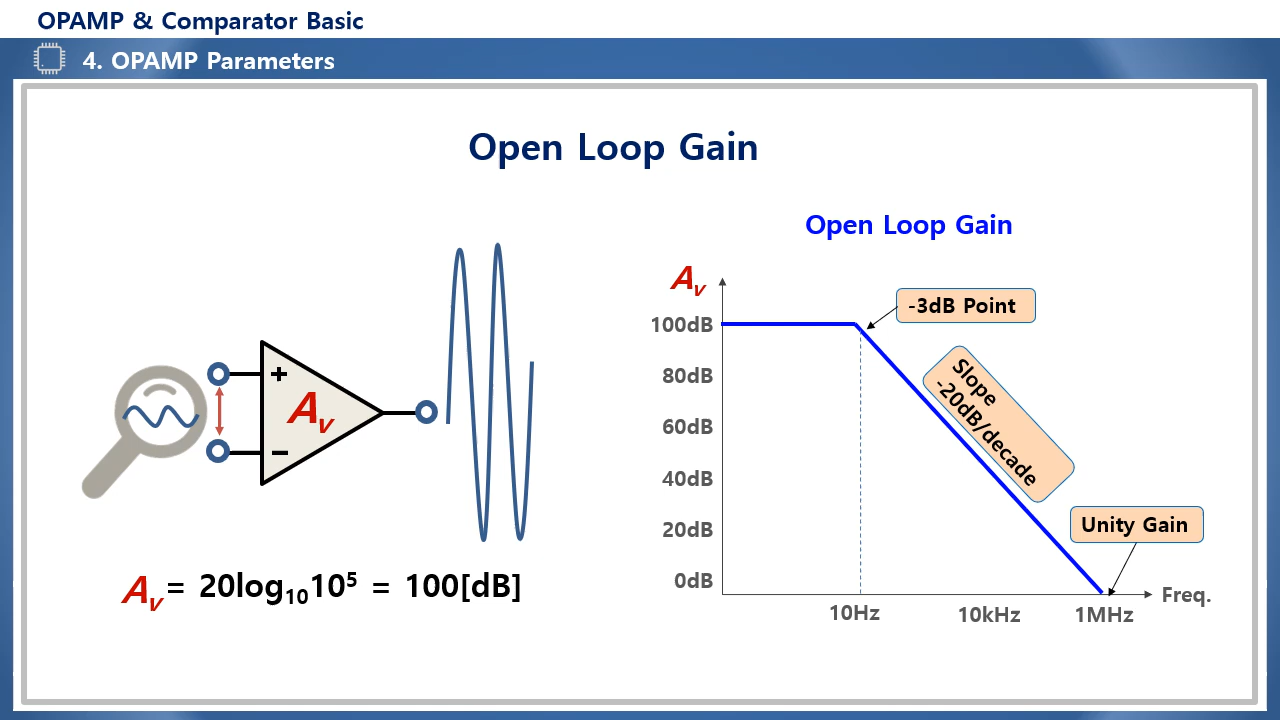 OPAMP & Comparator Basic
4. OPAMP Parameters
Open Loop Gain
Open Loop Gain
Av
100dB
80dB
60dB
40dB
20dB
0dB
-3dB Point
Slope
-20dB/decade
Unity Gain
10Hz
10kHz
1MHz
Freq.
+
Av
−
Av = 20log₁₀10⁵ = 100[dB]